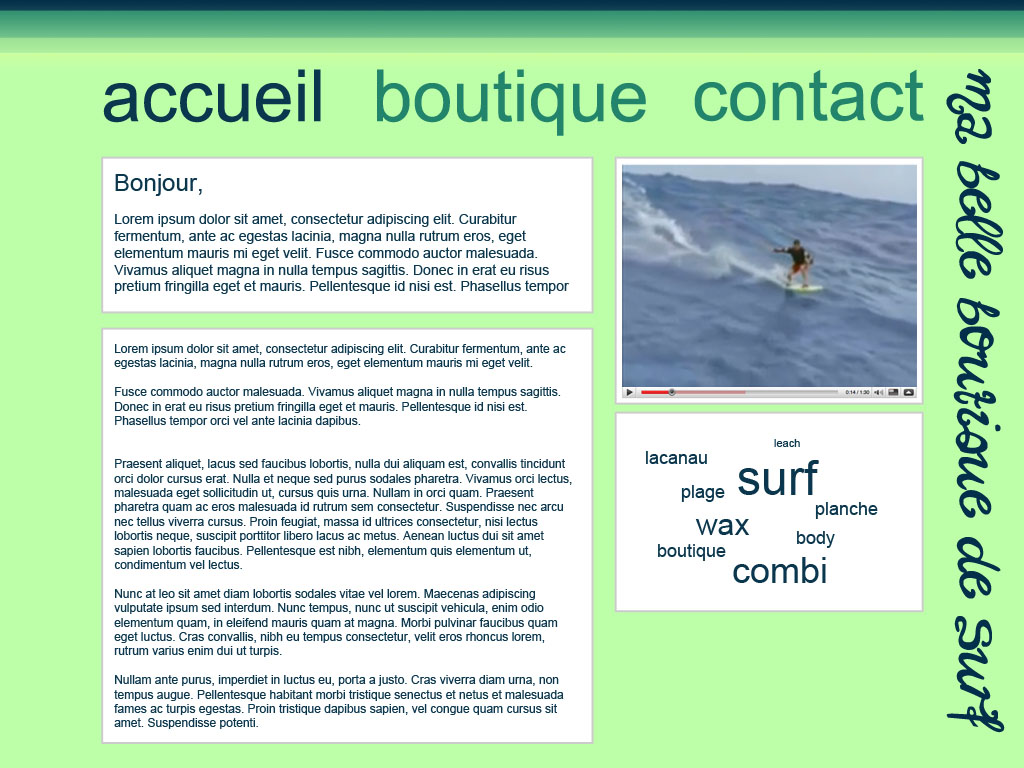 accueil boutique contact
ma belle boutique de surf
Bonjour,
Lorem ipsum dolor sit amet, consectetur adipiscing elit. Curabitur
fermentum, ante ac egestas lacinia, magna nulla rutrum eros, eget
elementum mauris mi eget velit. Fusce commodo auctor malesuada.
Vivamus aliquet magna in nulla tempus sagittis. Donec in erat eu risus
pretium fringilla eget et mauris. Pellentesque id nisi est. Phasellus tempor
Lorem ipsum dolor sit amet, consectetur adipiscing elit. Curabitur fermentum, ante ac
egestas lacinia, magna nulla rutrum eros, eget elementum mauris mi eget velit.
Fusce commodo auctor malesuada. Vivamus aliquet magna in nulla tempus sagittis.
Donec in erat eu risus pretium fringilla eget et mauris. Pellentesque id nisi est.
Phasellus tempor orci vel ante lacinia dapibus.
Praesent aliquet, lacus sed faucibus lobortis, nulla dui aliquam est, convallis tincidunt
orci dolor cursus erat. Nulla et neque sed purus sodales pharetra. Vivamus orci lectus,
malesuada eget sollicitudin ut, cursus quis urna. Nullam in orci quam. Praesent
pharetra quam ac eros malesuada id rutrum sem consectetur. Suspendisse nec arcu
nec tellus viverra cursus. Proin feugiat, massa id ultrices consectetur, nisi lectus
lobortis neque, suscipit porttitor libero lacus ac metus. Aenean luctus dui sit amet
sapien lobortis faucibus. Pellentesque est nibh, elementum quis elementum ut,
condimentum vel lectus.
Nunc at leo sit amet diam lobortis sodales vitae vel lorem. Maecenas adipiscing
vulputate ipsum sed interdum. Nunc tempus, nunc ut suscipit vehicula, enim odio
elementum quam, in eleifend mauris quam at magna. Morbi pulvinar faucibus quam
eget luctus. Cras convallis, nibh eu tempus consectetur, velit eros rhoncus lorem,
rutrum varius enim dui ut turpis.
Nullam ante purus, imperdiet in luctus eu, porta a justo. Cras viverra diam urna, non
tempus augue. Pellentesque habitant morbi tristique senectus et netus et malesuada
fames ac turpis egestas. Proin tristique dapibus sapien, vel congue quam cursus sit
amet. Suspendisse potenti.
0:14 / 1:30
leach
lacanau
surf
plage
planche
wax
body
boutique
combi